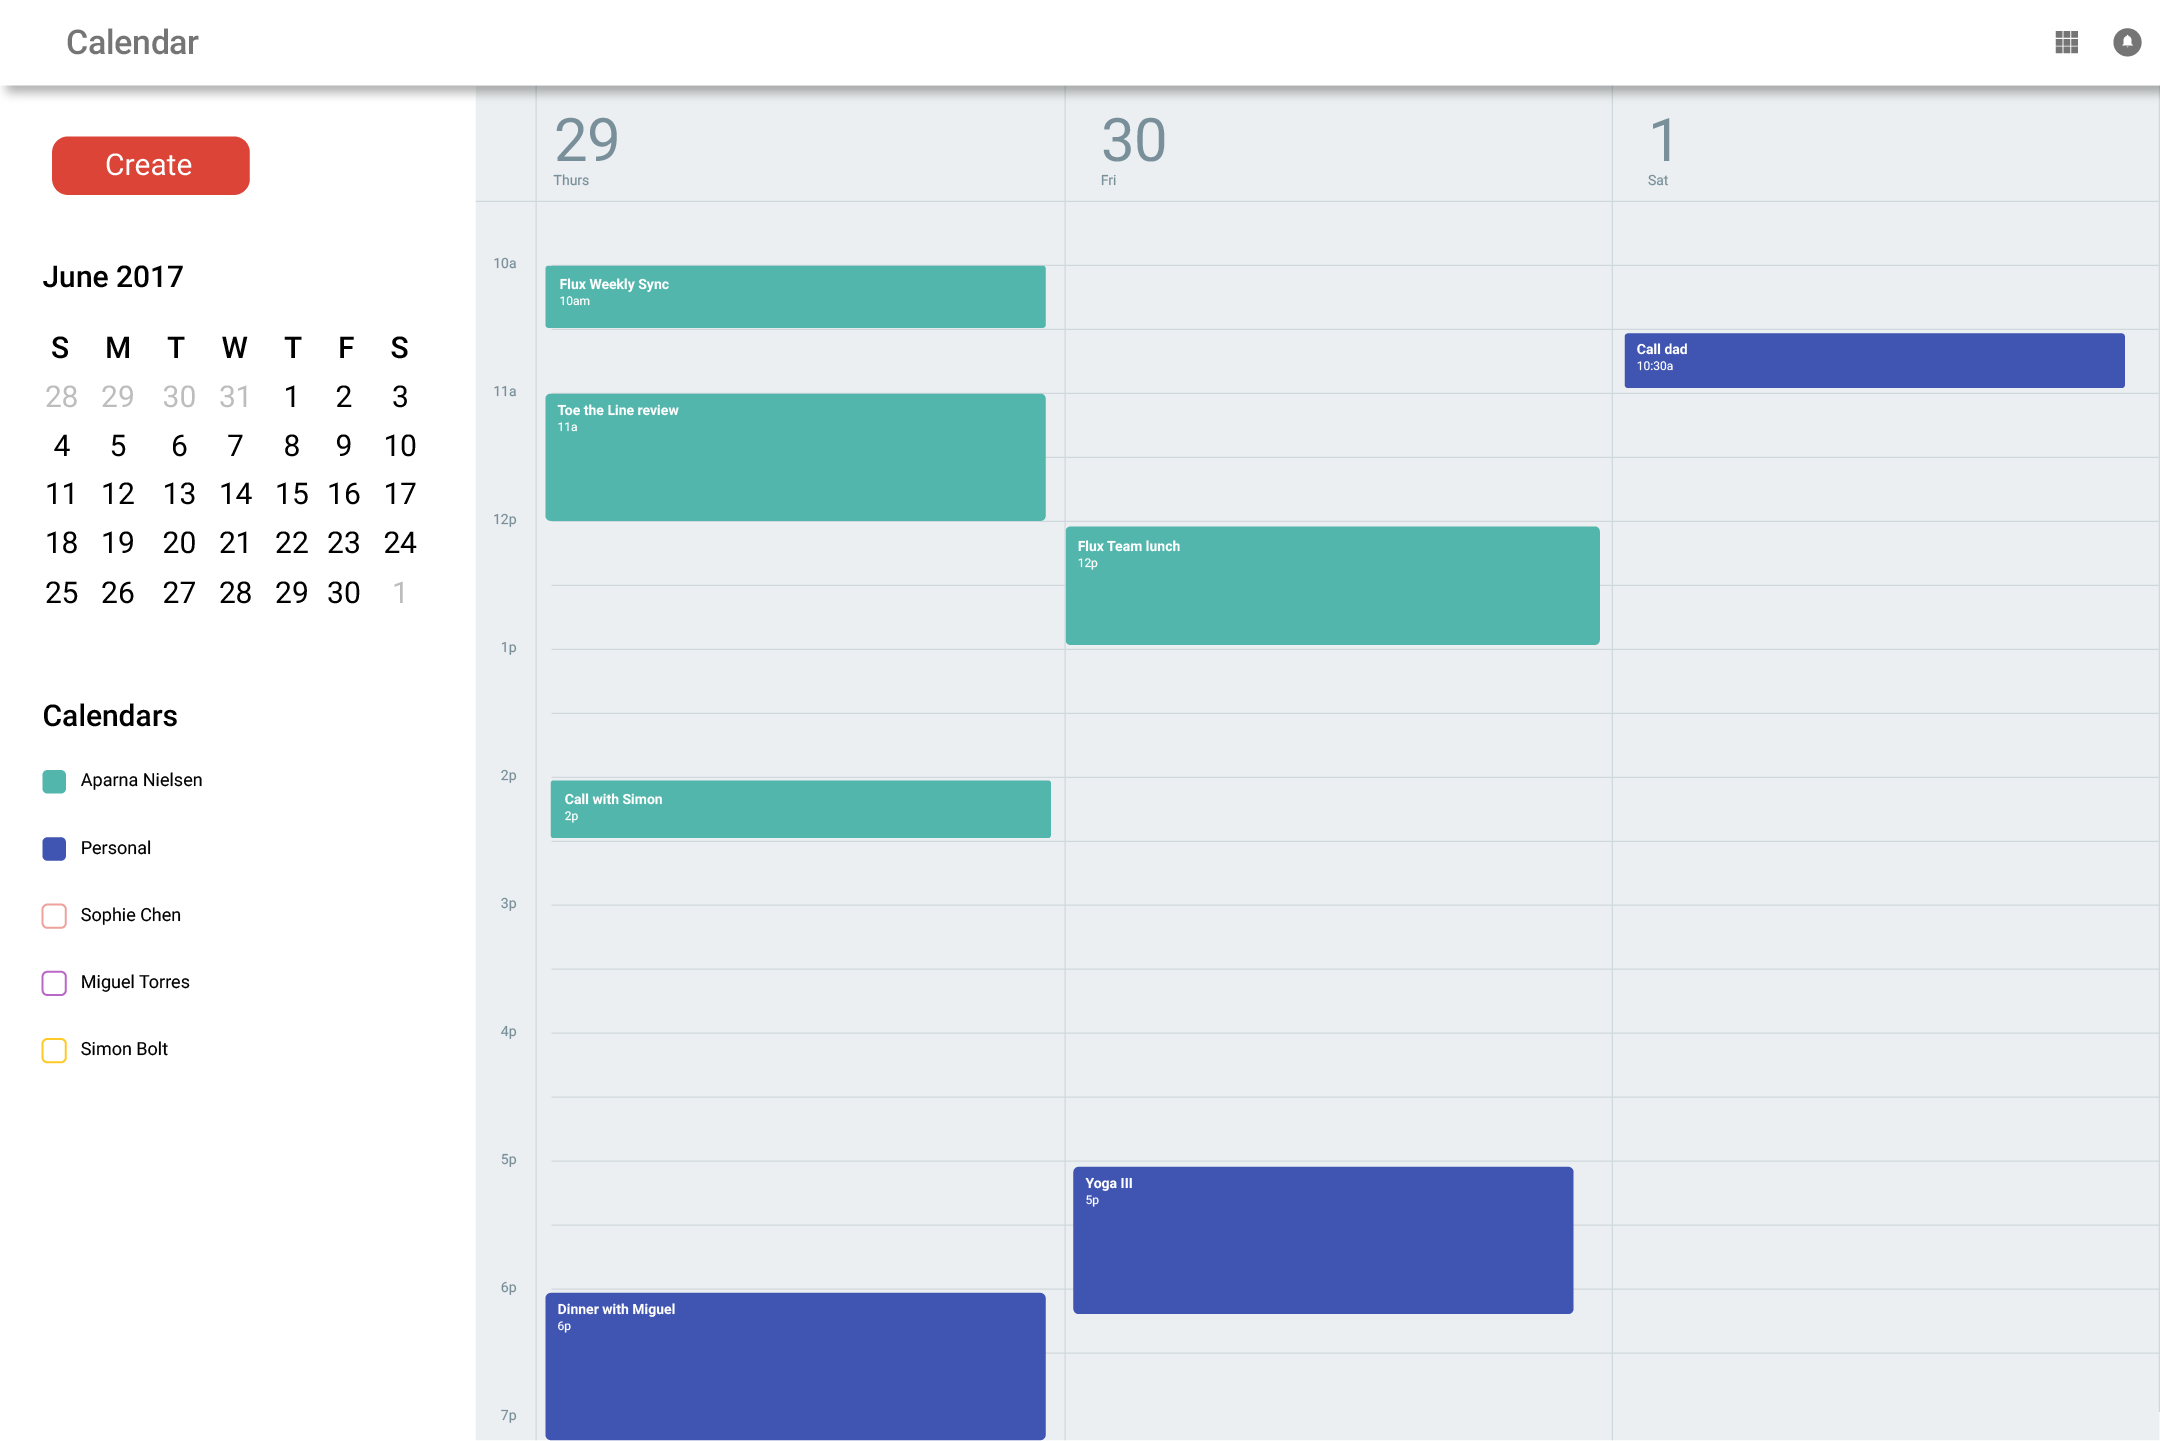 Calendar
Create
June 2017
S M T W T F S
28 29 30 31 1 2 3
4 5 6 7 8 9 10
11 12 13 14 15 16 17
18 19 20 21 22 23 24
25 26 27 28 29 30 1
Calendars
Aparna Nielsen
Personal
Sophie Chen
Miguel Torres
Simon Bolt
29 30 1
Thurs Fri Sat
10a
Flux Weekly Sync
10am
Call dad
10:30a
11a
Toe the Line review
11a
12p
Flux Team lunch
12p
1p
2p
Call with Simon
2p
3p
4p
5p
Yoga III
5p
6p
Dinner with Miguel
6p
7p